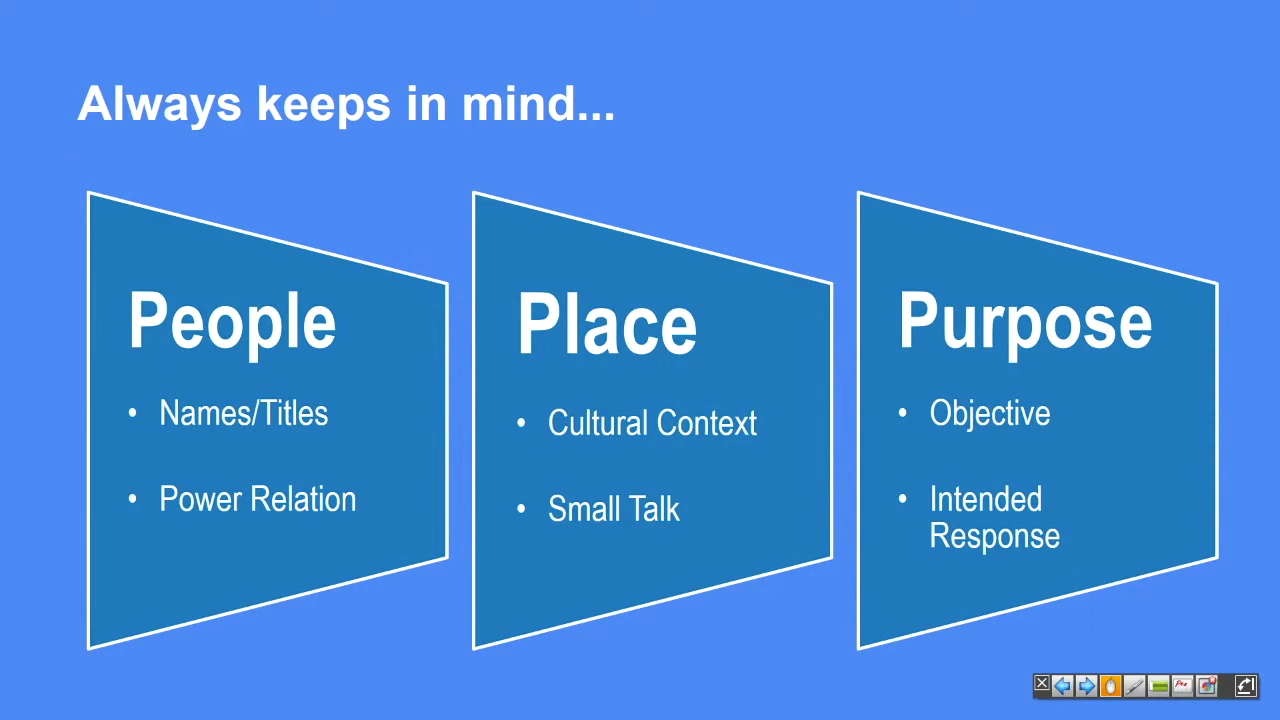 Always keeps in mind...
People
• Names/Titles
• Power Relation
Place
• Cultural Context
• Small Talk
Purpose
• Objective
• Intended
Response